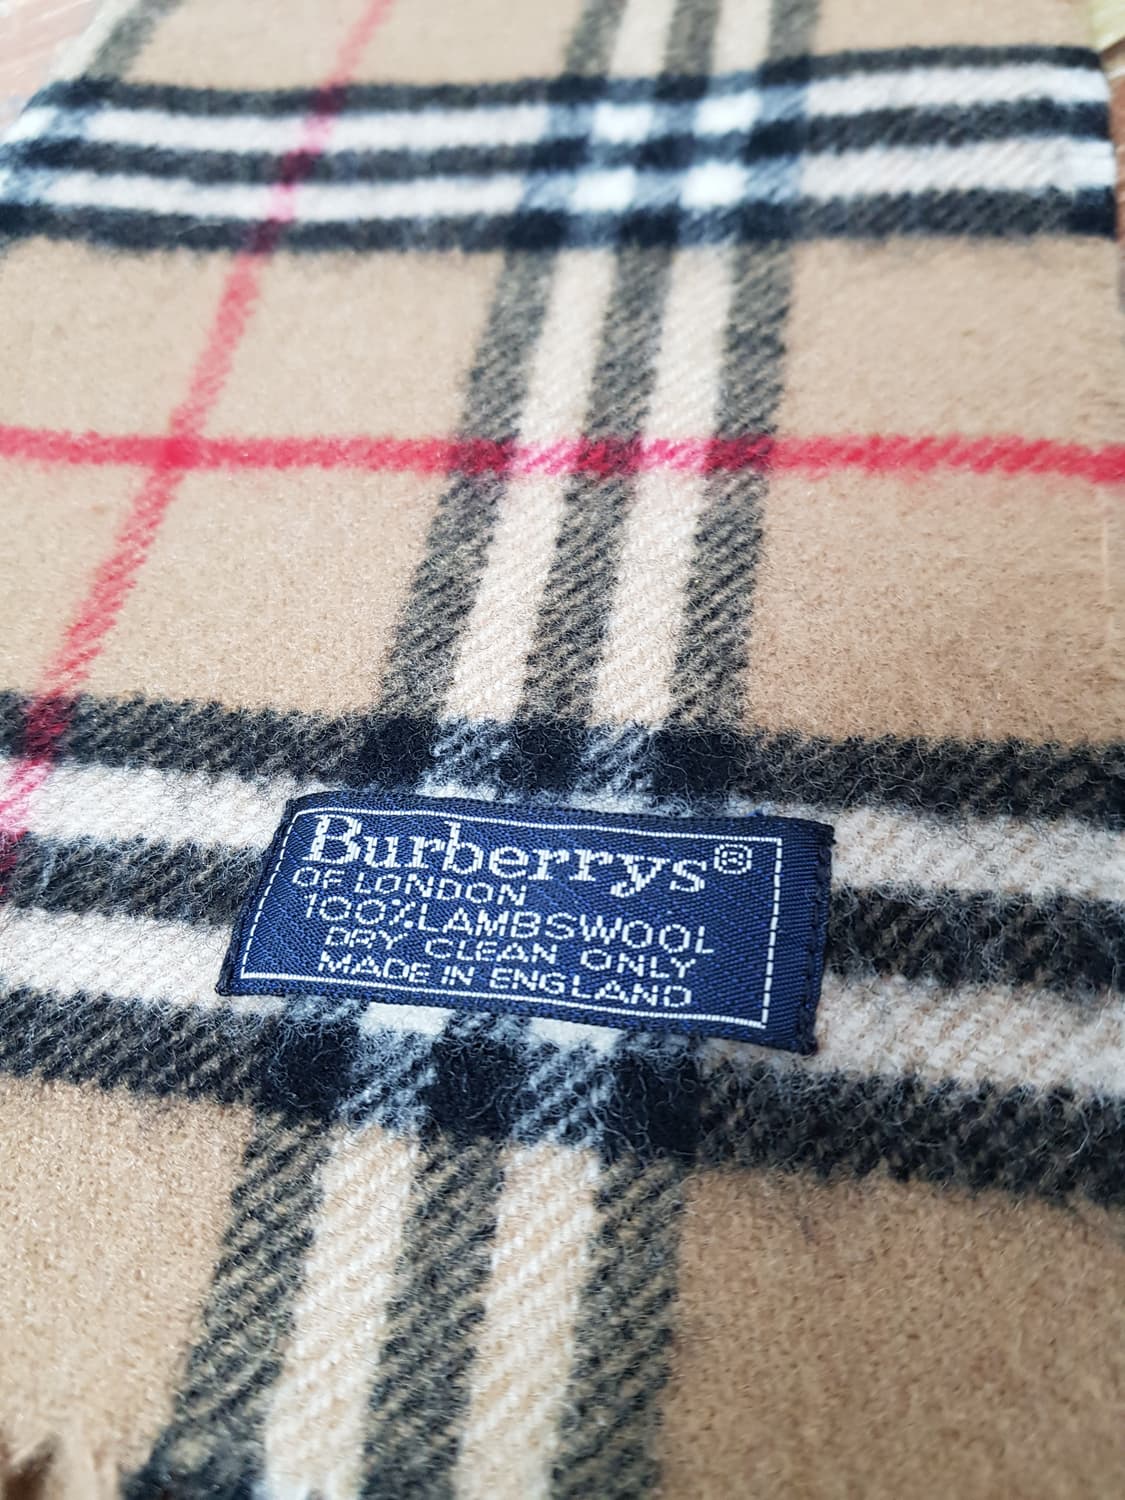 Burberrys®
OF LONDON
100% LAMBSWOOL
DRY CLEAN ONLY
MADE IN ENGLAND